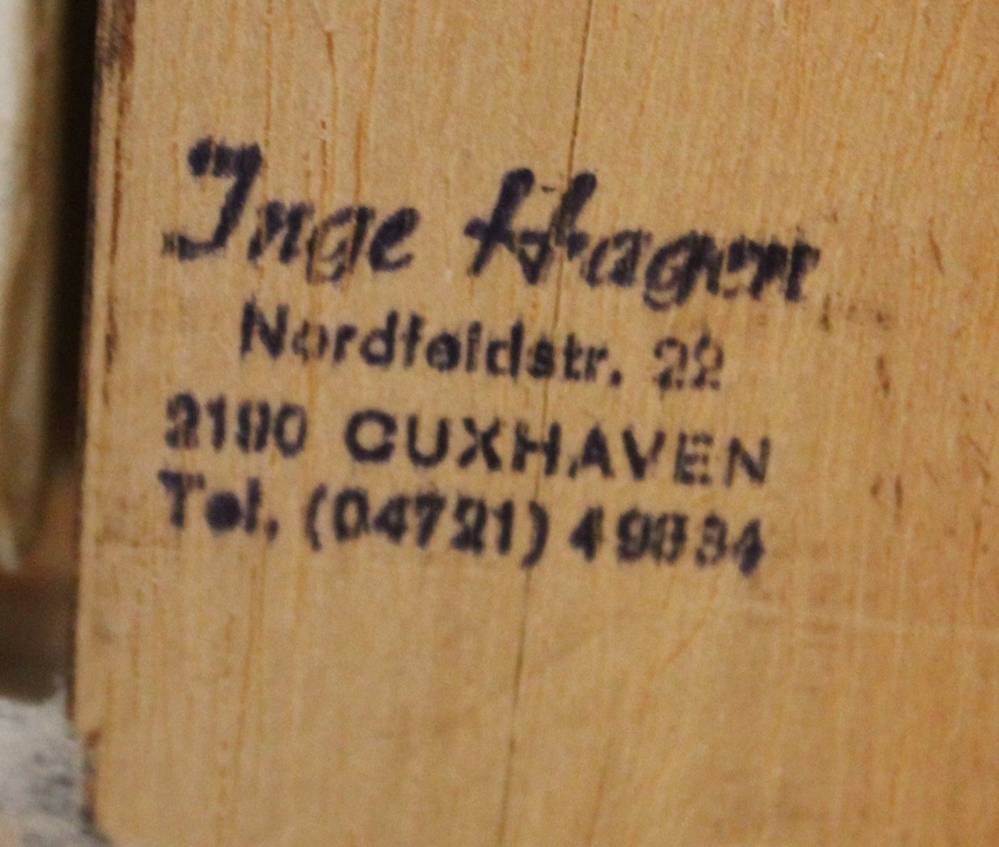 Inge Hagen
Nordfeldstr. 22
2190 CUXHAVEN
Tel. (04721) 49834